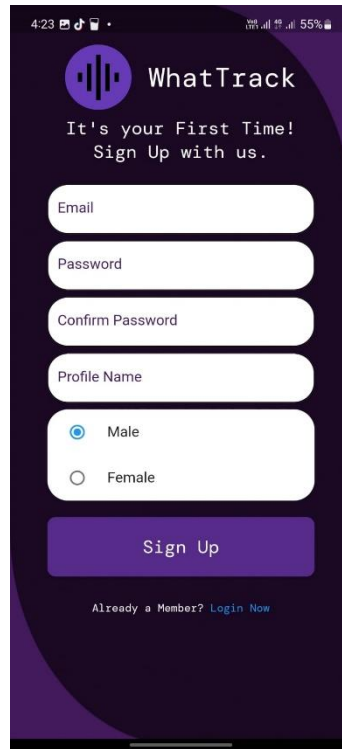 4:23
55%
WhatTrack
It's your First Time!
Sign Up with us.
Email
Password
Confirm Password
Profile Name
Male
Female
Sign Up
Already a Member? Login Now